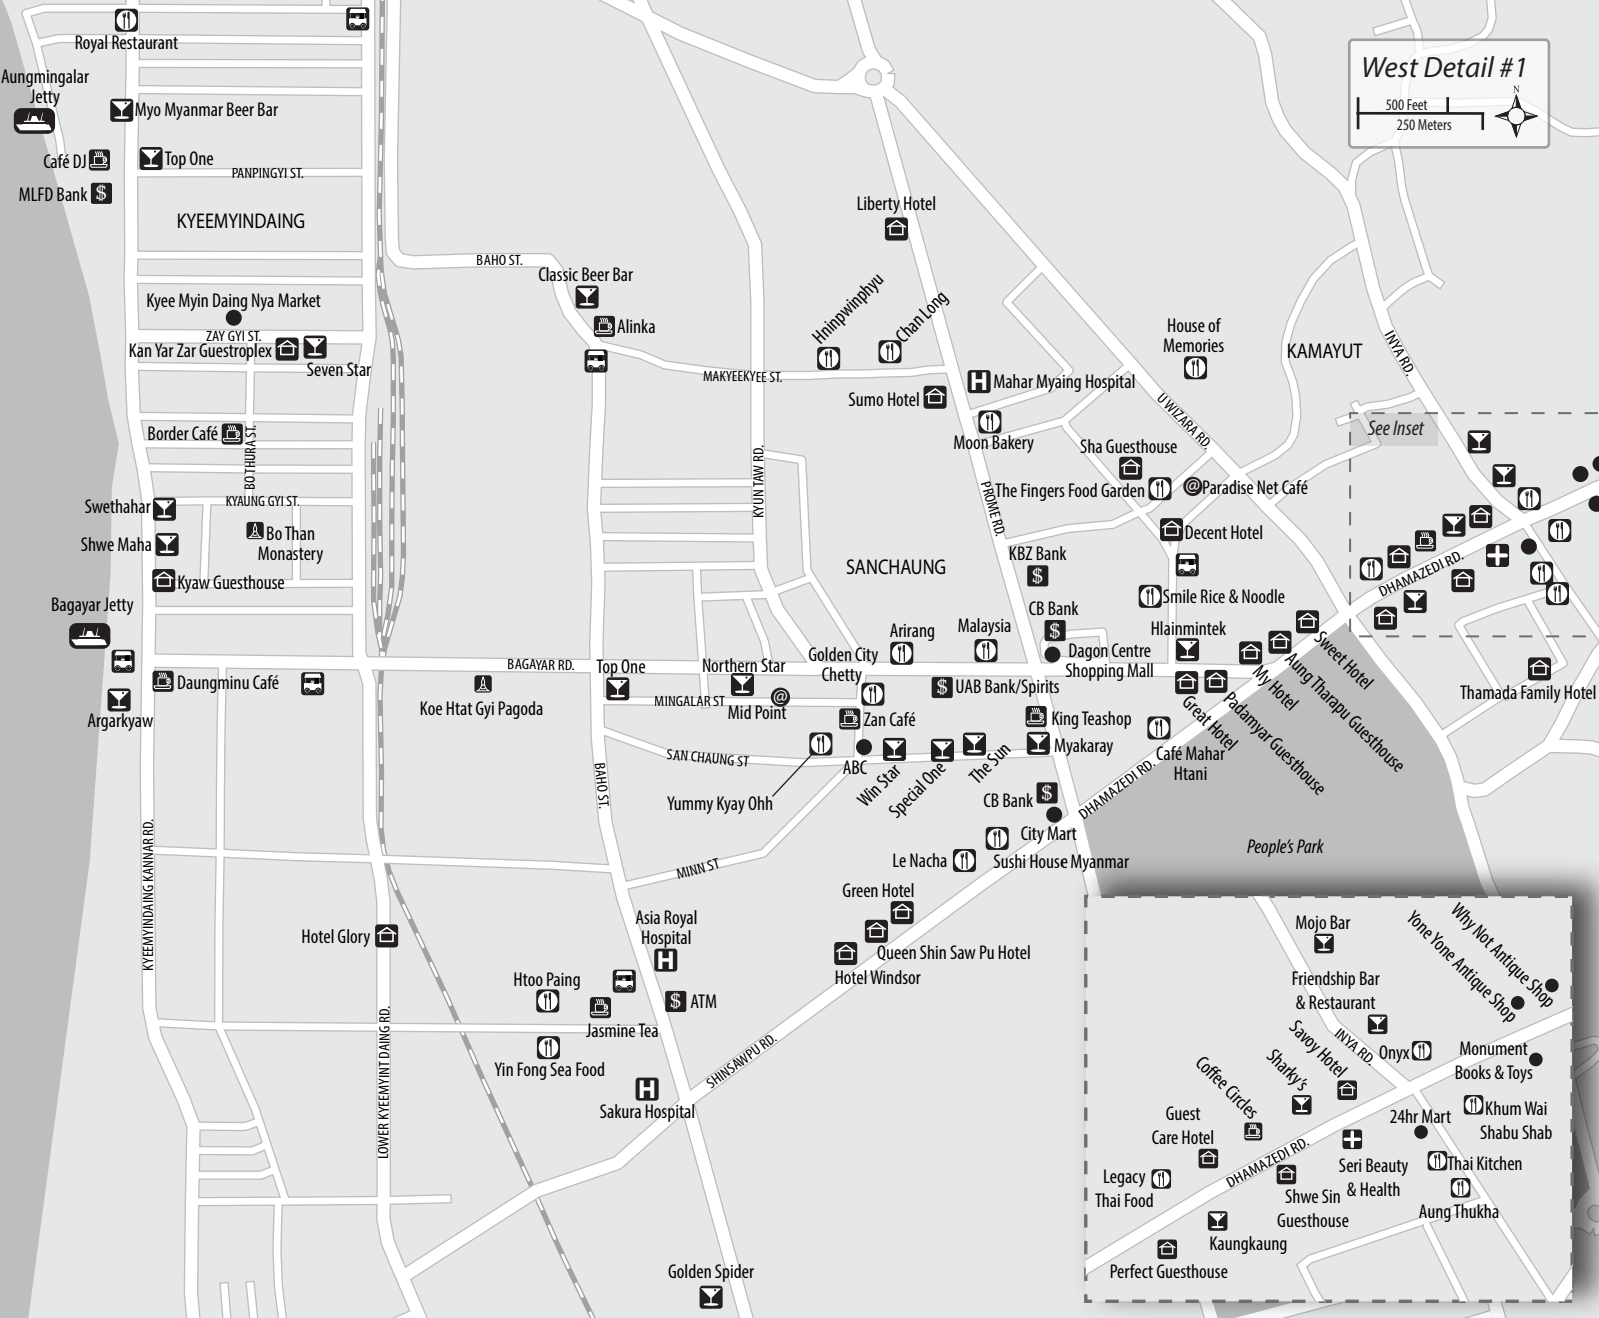 West Detail #1
N
500 Feet
250 Meters
Royal Restaurant
Aungmingalar
Jetty
Myo Myanmar Beer Bar
Café DJ
Top One
PANPINGYI ST.
MLFD Bank
$
KYEEMYINDAING
Liberty Hotel
BAHO ST.
Classic Beer Bar
Alinka
Kyee Myin Daing Nya Market
ZAY GYI ST.
Kan Yar Zar Guestroplex
Seven Star
Hninpwinphyu
Chan Long
House of
Memories
KAMAYUT
INYA RD.
MAKYEEKYEE ST.
H
Mahar Myaing Hospital
Sumo Hotel
Moon Bakery
U WIZARA RD.
See Inset
Border Café
BO THURA ST.
KYUN TAW RD.
Sha Guesthouse
The Fingers Food Garden
@
Paradise Net Café
PROME RD.
Swethahar
KYAUNG GYI ST.
Shwe Maha
Bo Than
Monastery
Decent Hotel
KBZ Bank
$
SANCHAUNG
DHAMAZEDI RD.
Kyaw Guesthouse
Bagayar Jetty
Smile Rice & Noodle
CB Bank
$
Hlainmintek
Arirang
Malaysia
Golden City
Chetty
Dagon Centre
Shopping Mall
BAGAYAR RD.
Top One
Northern Star
Daungminu Café
Argarkyaw
Koe Htat Gyi Pagoda
MINGALAR ST
@
Mid Point
$
UAB Bank/Spirits
Zan Café
King Teashop
Myakaray
Sweet Hotel
Aung Tharapu Guesthouse
My Hotel
Padamyar Guesthouse
Great Hotel
Café Mahar
Htani
Thamada Family Hotel
SAN CHAUNG ST
ABC
Win Star
Special One
The Sun
Yummy Kyay Ohh
BAHO ST.
DHAMAZEDI RD.
CB Bank
$
City Mart
Sushi House Myanmar
Le Nacha
People's Park
MINN ST
KYEEMYINDAING KANNAR RD.
Green Hotel
Queen Shin Saw Pu Hotel
Hotel Windsor
Asia Royal
Hospital
H
Hotel Glory
Htoo Paing
$
ATM
Jasmine Tea
Yin Fong Sea Food
LOWER KYEEMYINT DAING RD.
SHINSAWPU RD.
H
Sakura Hospital
Golden Spider
Mojo Bar
Why Not Antique Shop
Yone Yone Antique Shop
Friendship Bar
& Restaurant
INYA RD.
Onyx
Savoy Hotel
Sharky's
Coffee Circles
Monument
Books & Toys
24hr Mart
Khum Wai
Shabu Shab
Guest
Care Hotel
DHAMAZEDI RD.
Seri Beauty
& Health
Thai Kitchen
Legacy
Thai Food
Shwe Sin
Guesthouse
Aung Thukha
Kaungkaung
Perfect Guesthouse